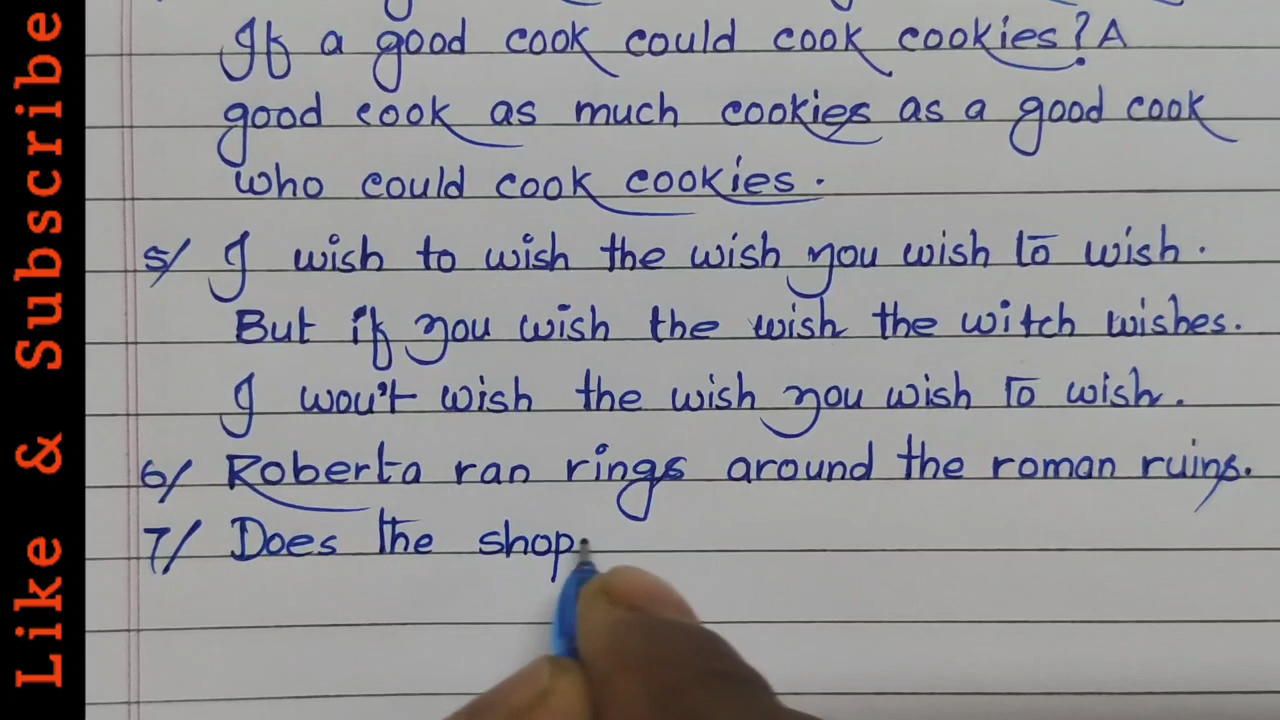 Like & Subscribe
If a good cook could cook cookies? A
good cook as much cookies as a good cook
who could cook cookies.
5/ I wish to wish the wish you wish to wish.
But if you wish the wish the witch wishes.
I wou't wish the wish you wish to wish.
6/ Roberta ran rings around the roman ruins.
7/ Does the shop